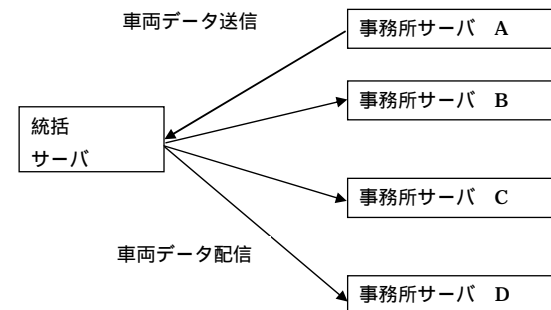 車両データ送信
事務所サーバ A
事務所サーバ B
統括
サーバ
事務所サーバ C
車両データ配信
事務所サーバ D